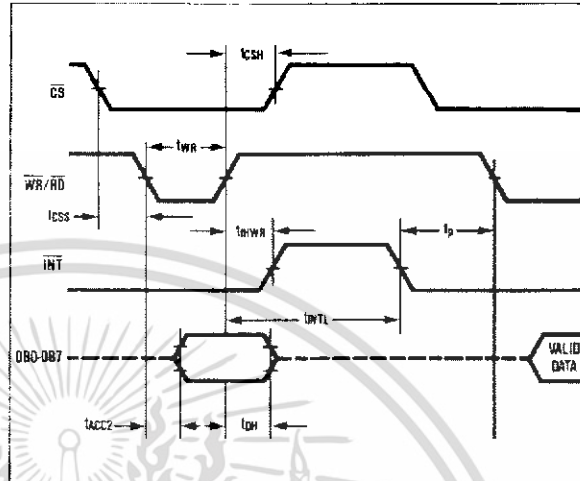 tCSH
CS
tWR
WR/RD
tCSS
tIHWR
tP
INT
tINTL
DB0-DB7
VALID
DATA
tACC2
tDH